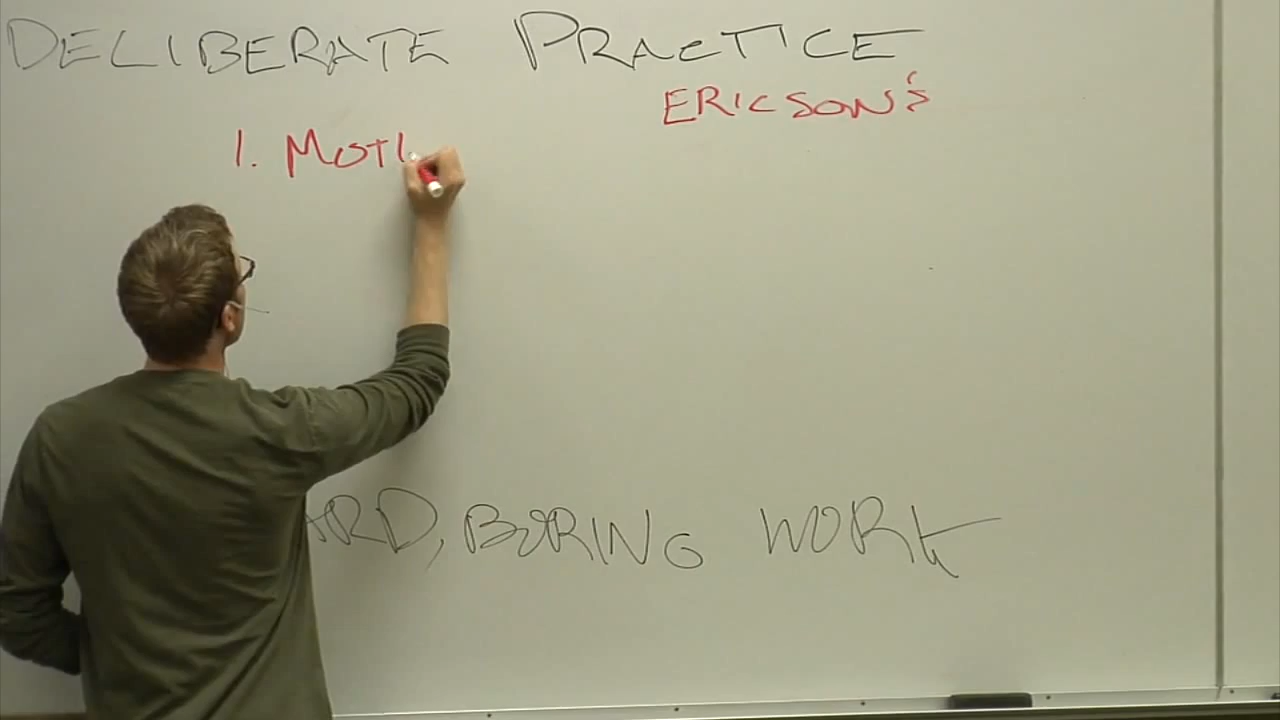 DELIBERATE PRACTICE
ERICSON'S
1. MOTI
ARD, BORING WORK